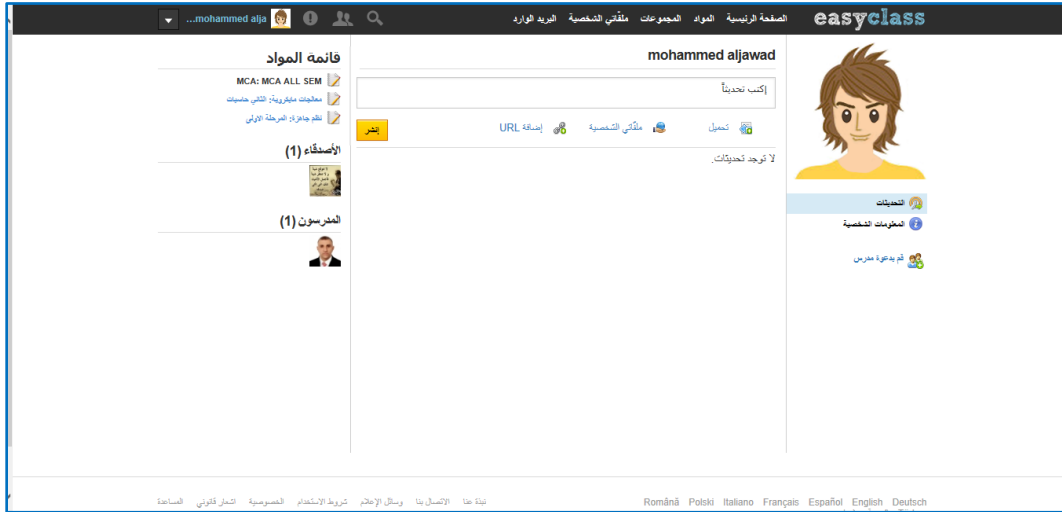 easyclass
الصفحة الرئيسية المواد المجموعات ملفّاتي الشخصية البريد الوارد
mohammed alja...
mohammed aljawad
إكتب تحديثاً
تحميل ملفّاتي الشخصية إضافة URL
إنشر
لا توجد تحديثات.
التحديثات
المعلومات الشخصية
قم بدعوة مدرس
قائمة المواد
MCA: MCA ALL SEM
معالجات مايكروية: الثاني حاسبات
نظم جاهزة: المرحلة الاولى
الأصدقاء (1)
المدرسون (1)
Română Polski Italiano Français Español English Deutsch
نبذة عنا الاتصال بنا وسائل الإعلام شروط الاستخدام الخصوصية اشعار قانوني المساعدة